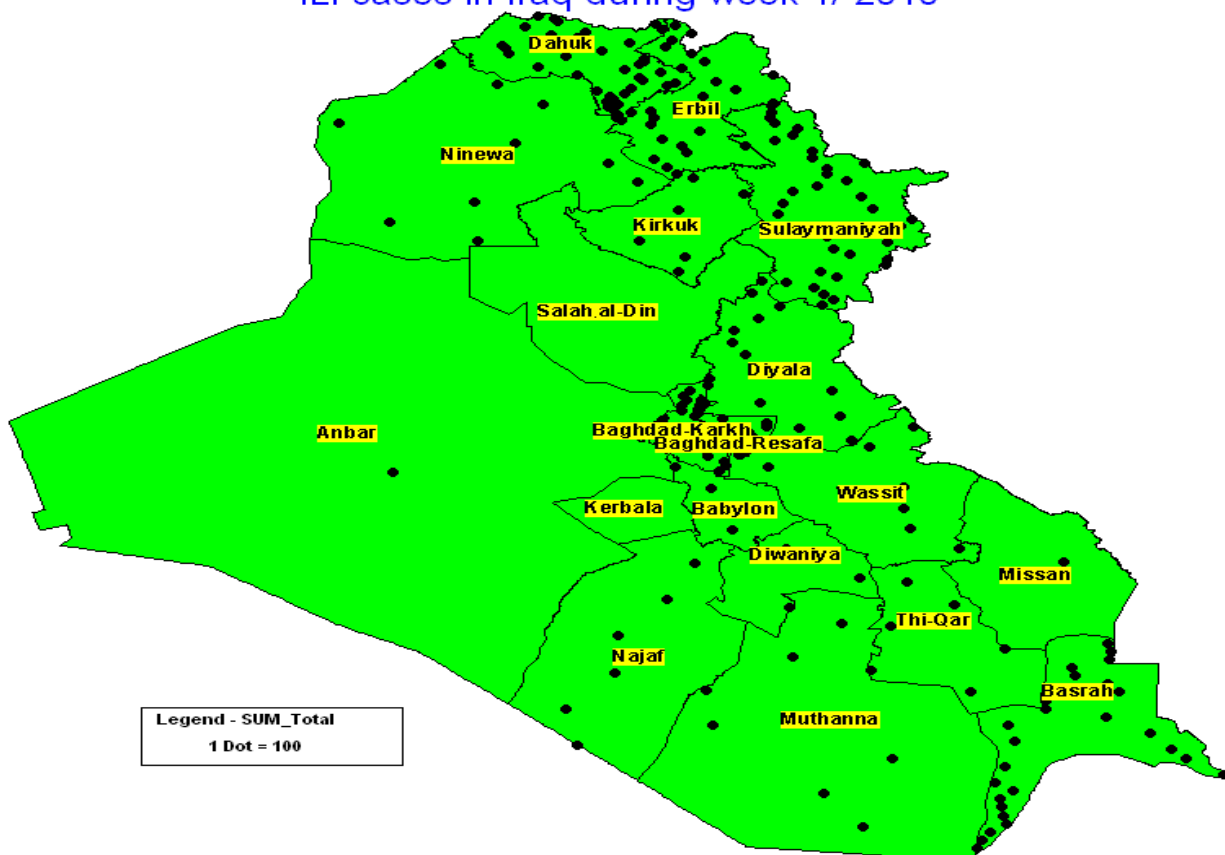 Dahuk
Erbil
Ninewa
Kirkuk
Sulaymaniyah
Salah.al-Din
Diyala
Anbar
Baghdad-Karkh
Baghdad-Resafa
Wassit
Kerbala
Babylon
Diwaniya
Missan
Thi-Qar
Najaf
Basrah
Muthanna
Legend - SUM_Total
1 Dot = 100